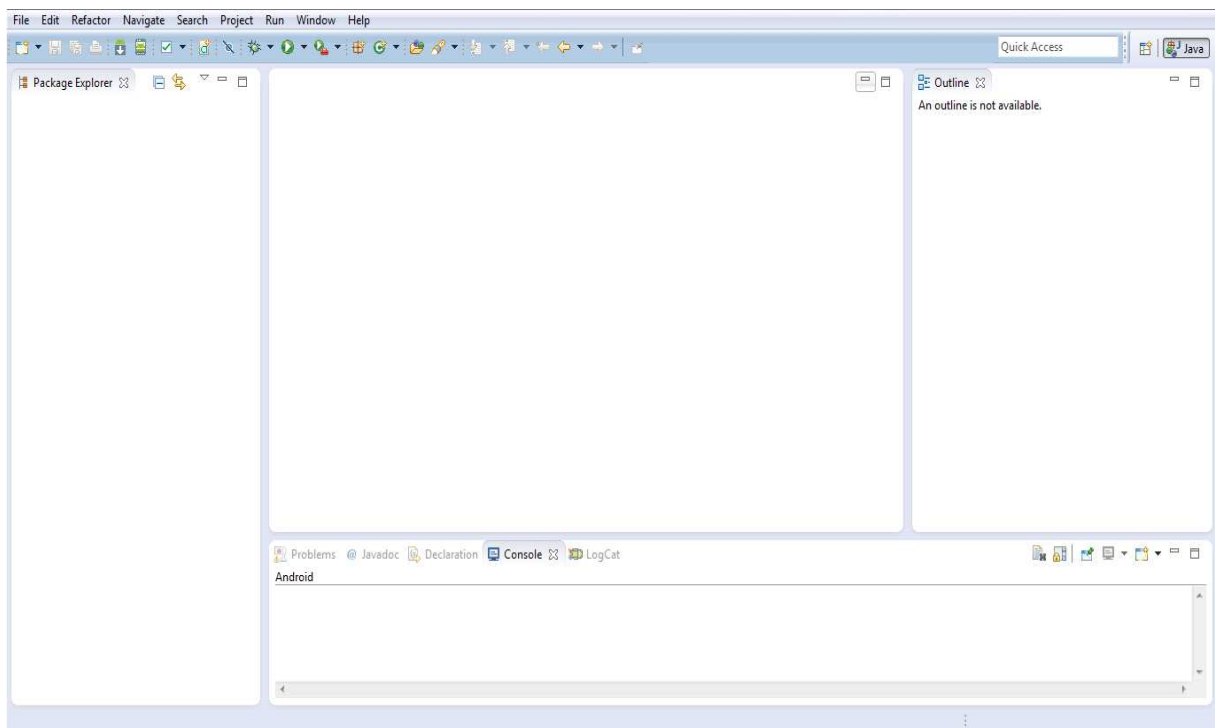 File Edit Refactor Navigate Search Project Run Window Help
Quick Access
Java
Package Explorer
Outline
An outline is not available.
Problems @ Javadoc Declaration Console LogCat
Android